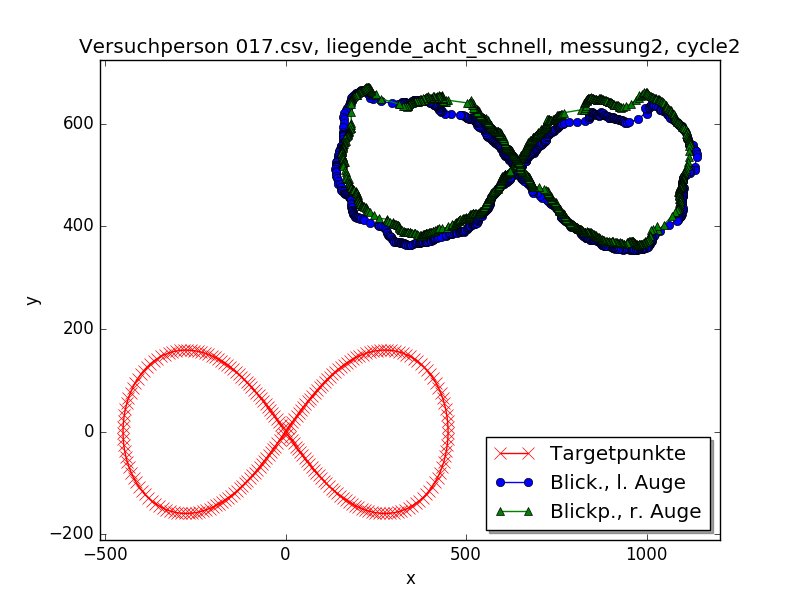 Versuchperson 017.csv, liegende_acht_schnell, messung2, cycle2
y
600
400
200
0
−200
−500
0
500
1000
x
Targetpunkte
Blick., l. Auge
Blickp., r. Auge